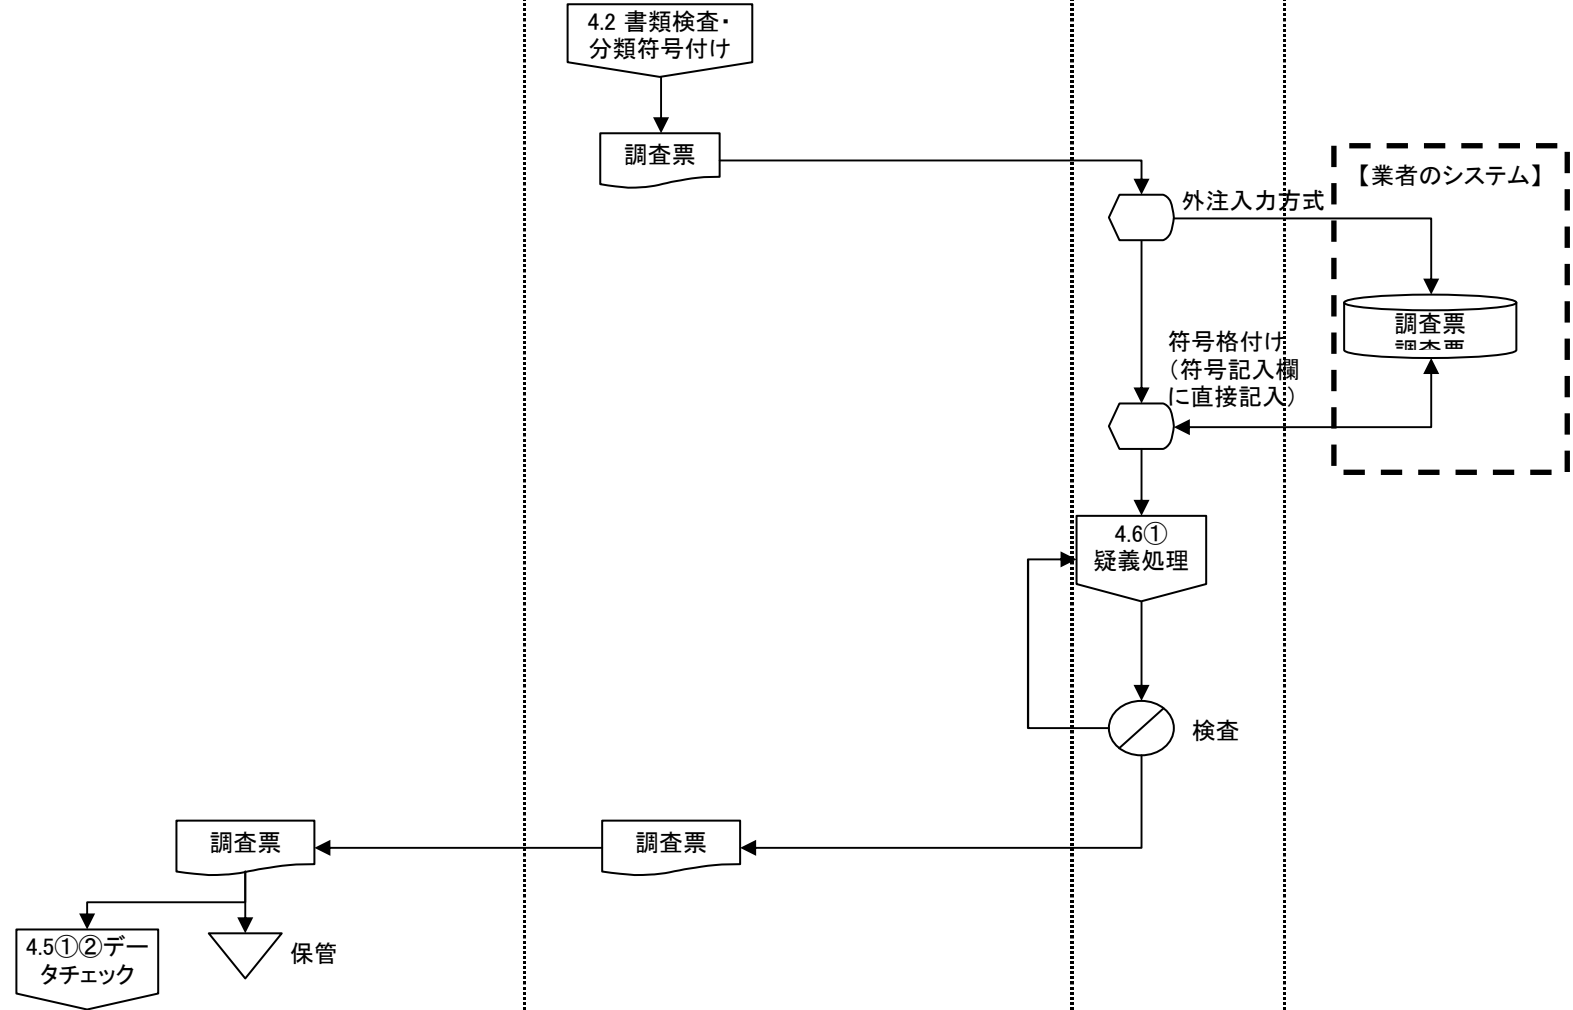 4.2 書類検査・
分類符号付け
調査票
【業者のシステム】
外注入力方式
調査票
調査票
符号格付け
（符号記入欄
に直接記入）
4.6①
疑義処理
検査
調査票
調査票
4.5①②デー
タチェック
保管